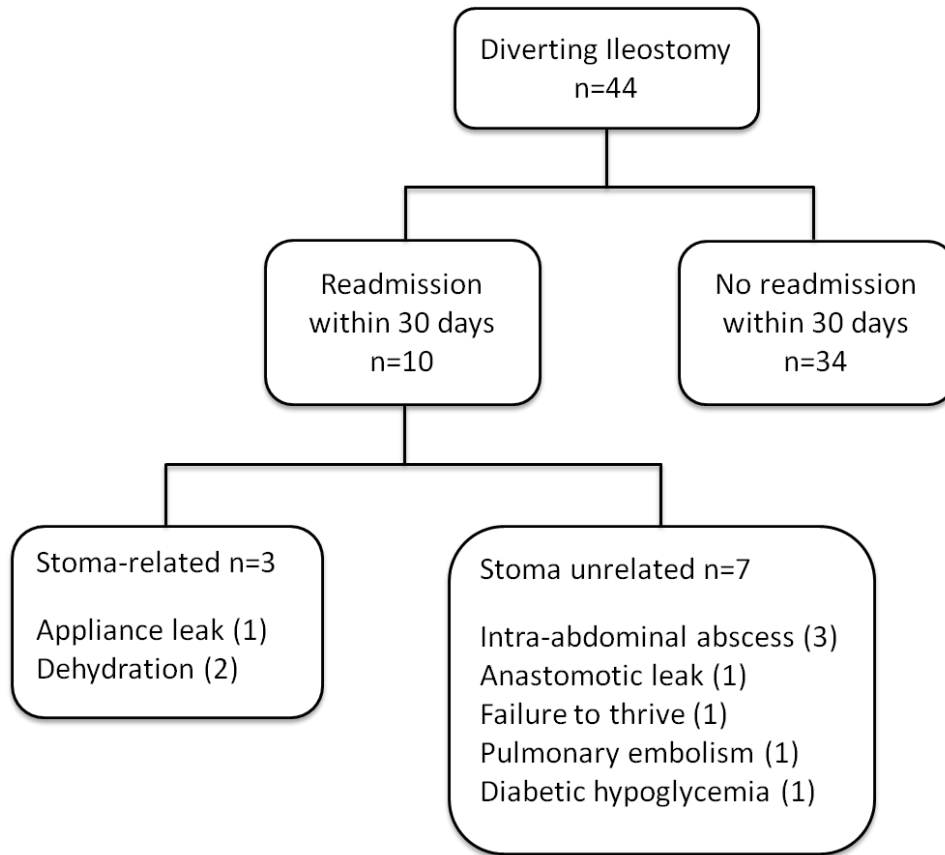 Diverting Ileostomy
n=44
Readmission
within 30 days
n=10
No readmission
within 30 days
n=34
Stoma-related n=3
Appliance leak (1)
Dehydration (2)
Stoma unrelated n=7
Intra-abdominal abscess (3)
Anastomotic leak (1)
Failure to thrive (1)
Pulmonary embolism (1)
Diabetic hypoglycemia (1)